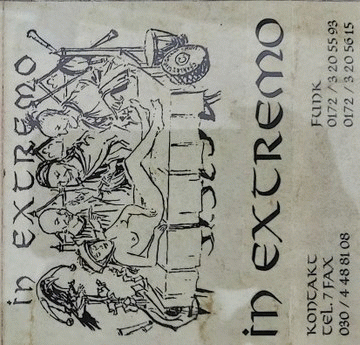 in EXTREMO
in EXTREMO
KONTAKT
TEL. 7 FAX
030 / 4 48 81 08
FUNK
0172 / 3 20 55 93
0172 / 3 20 56 15